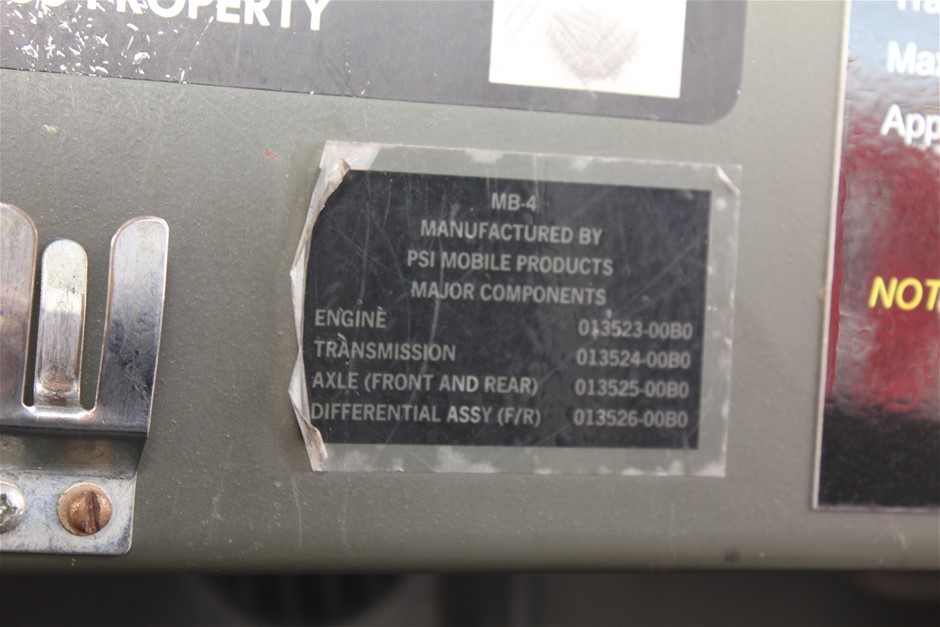 PROPERTY
MB-4
MANUFACTURED BY
PSI MOBILE PRODUCTS
MAJOR COMPONENTS
ENGINE 013523-00B0
TRANSMISSION 013524-00B0
AXLE (FRONT AND REAR) 013525-00B0
DIFFERENTIAL ASSY (F/R) 013526-00B0
Max
App
NOT